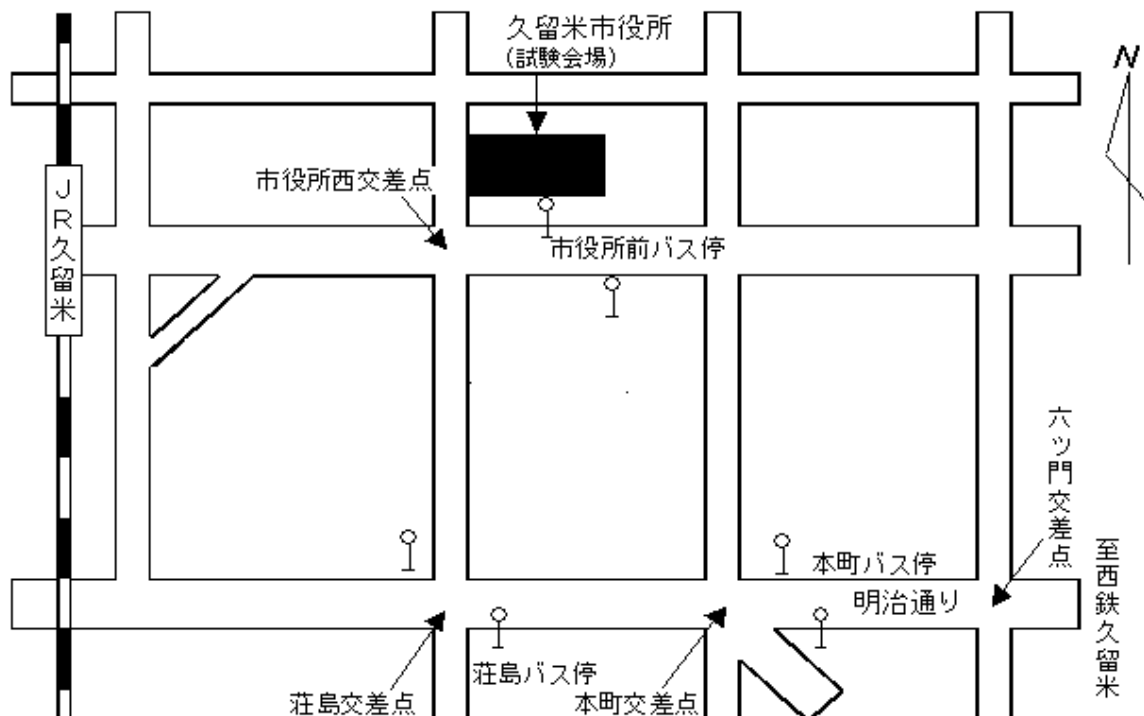 久留米市役所
(試験会場)
N
市役所西交差点
JR久留米
市役所前バス停
六ツ門交差点
本町バス停
明治通り
至西鉄久留米
荘島バス停
荘島交差点
本町交差点